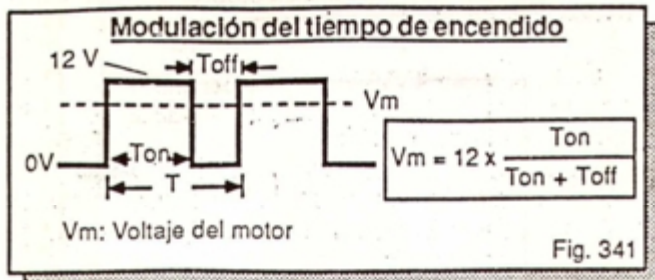 Modulación del tiempo de encendido
12 V
Toff
Vm
0V
Ton
T
Vm = 12 x Ton / Ton + Toff
Vm: Voltaje del motor
Fig. 341